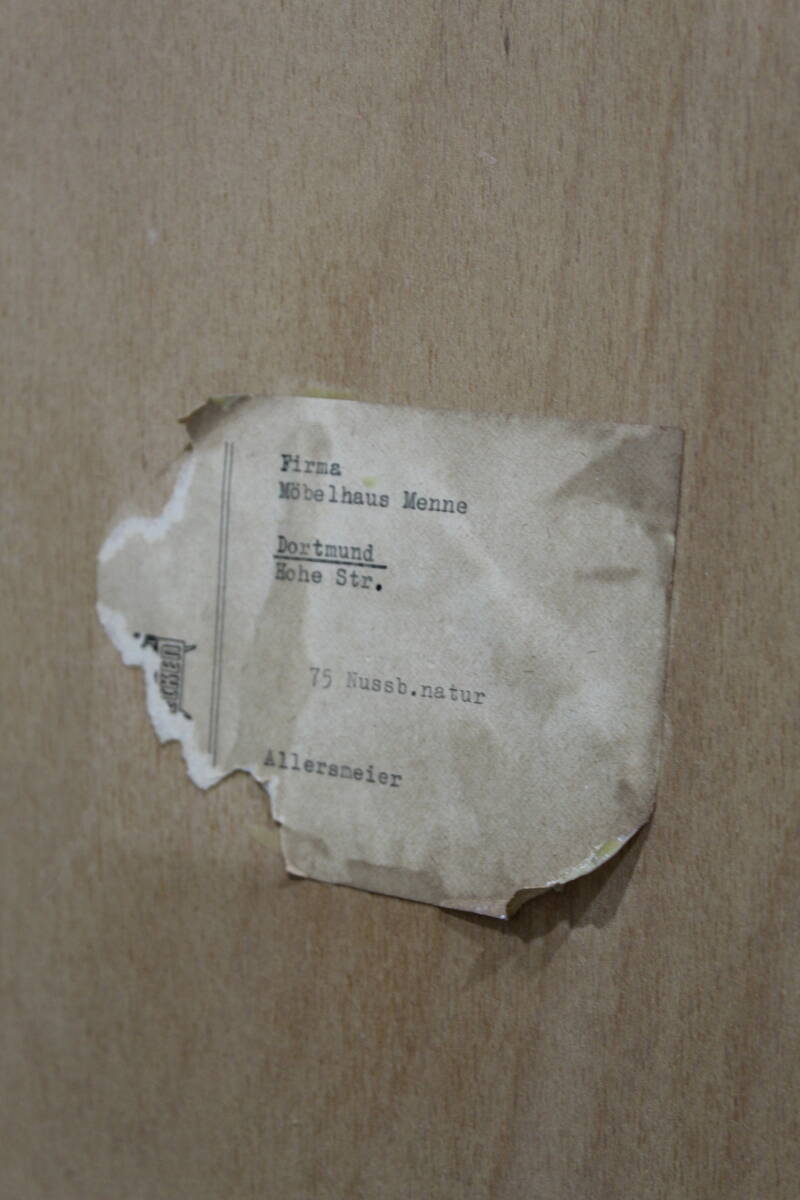 Firma
Möbelhaus Menne
Dortmund
Hohe Str.
75 Nussb.natur
Allersmeier